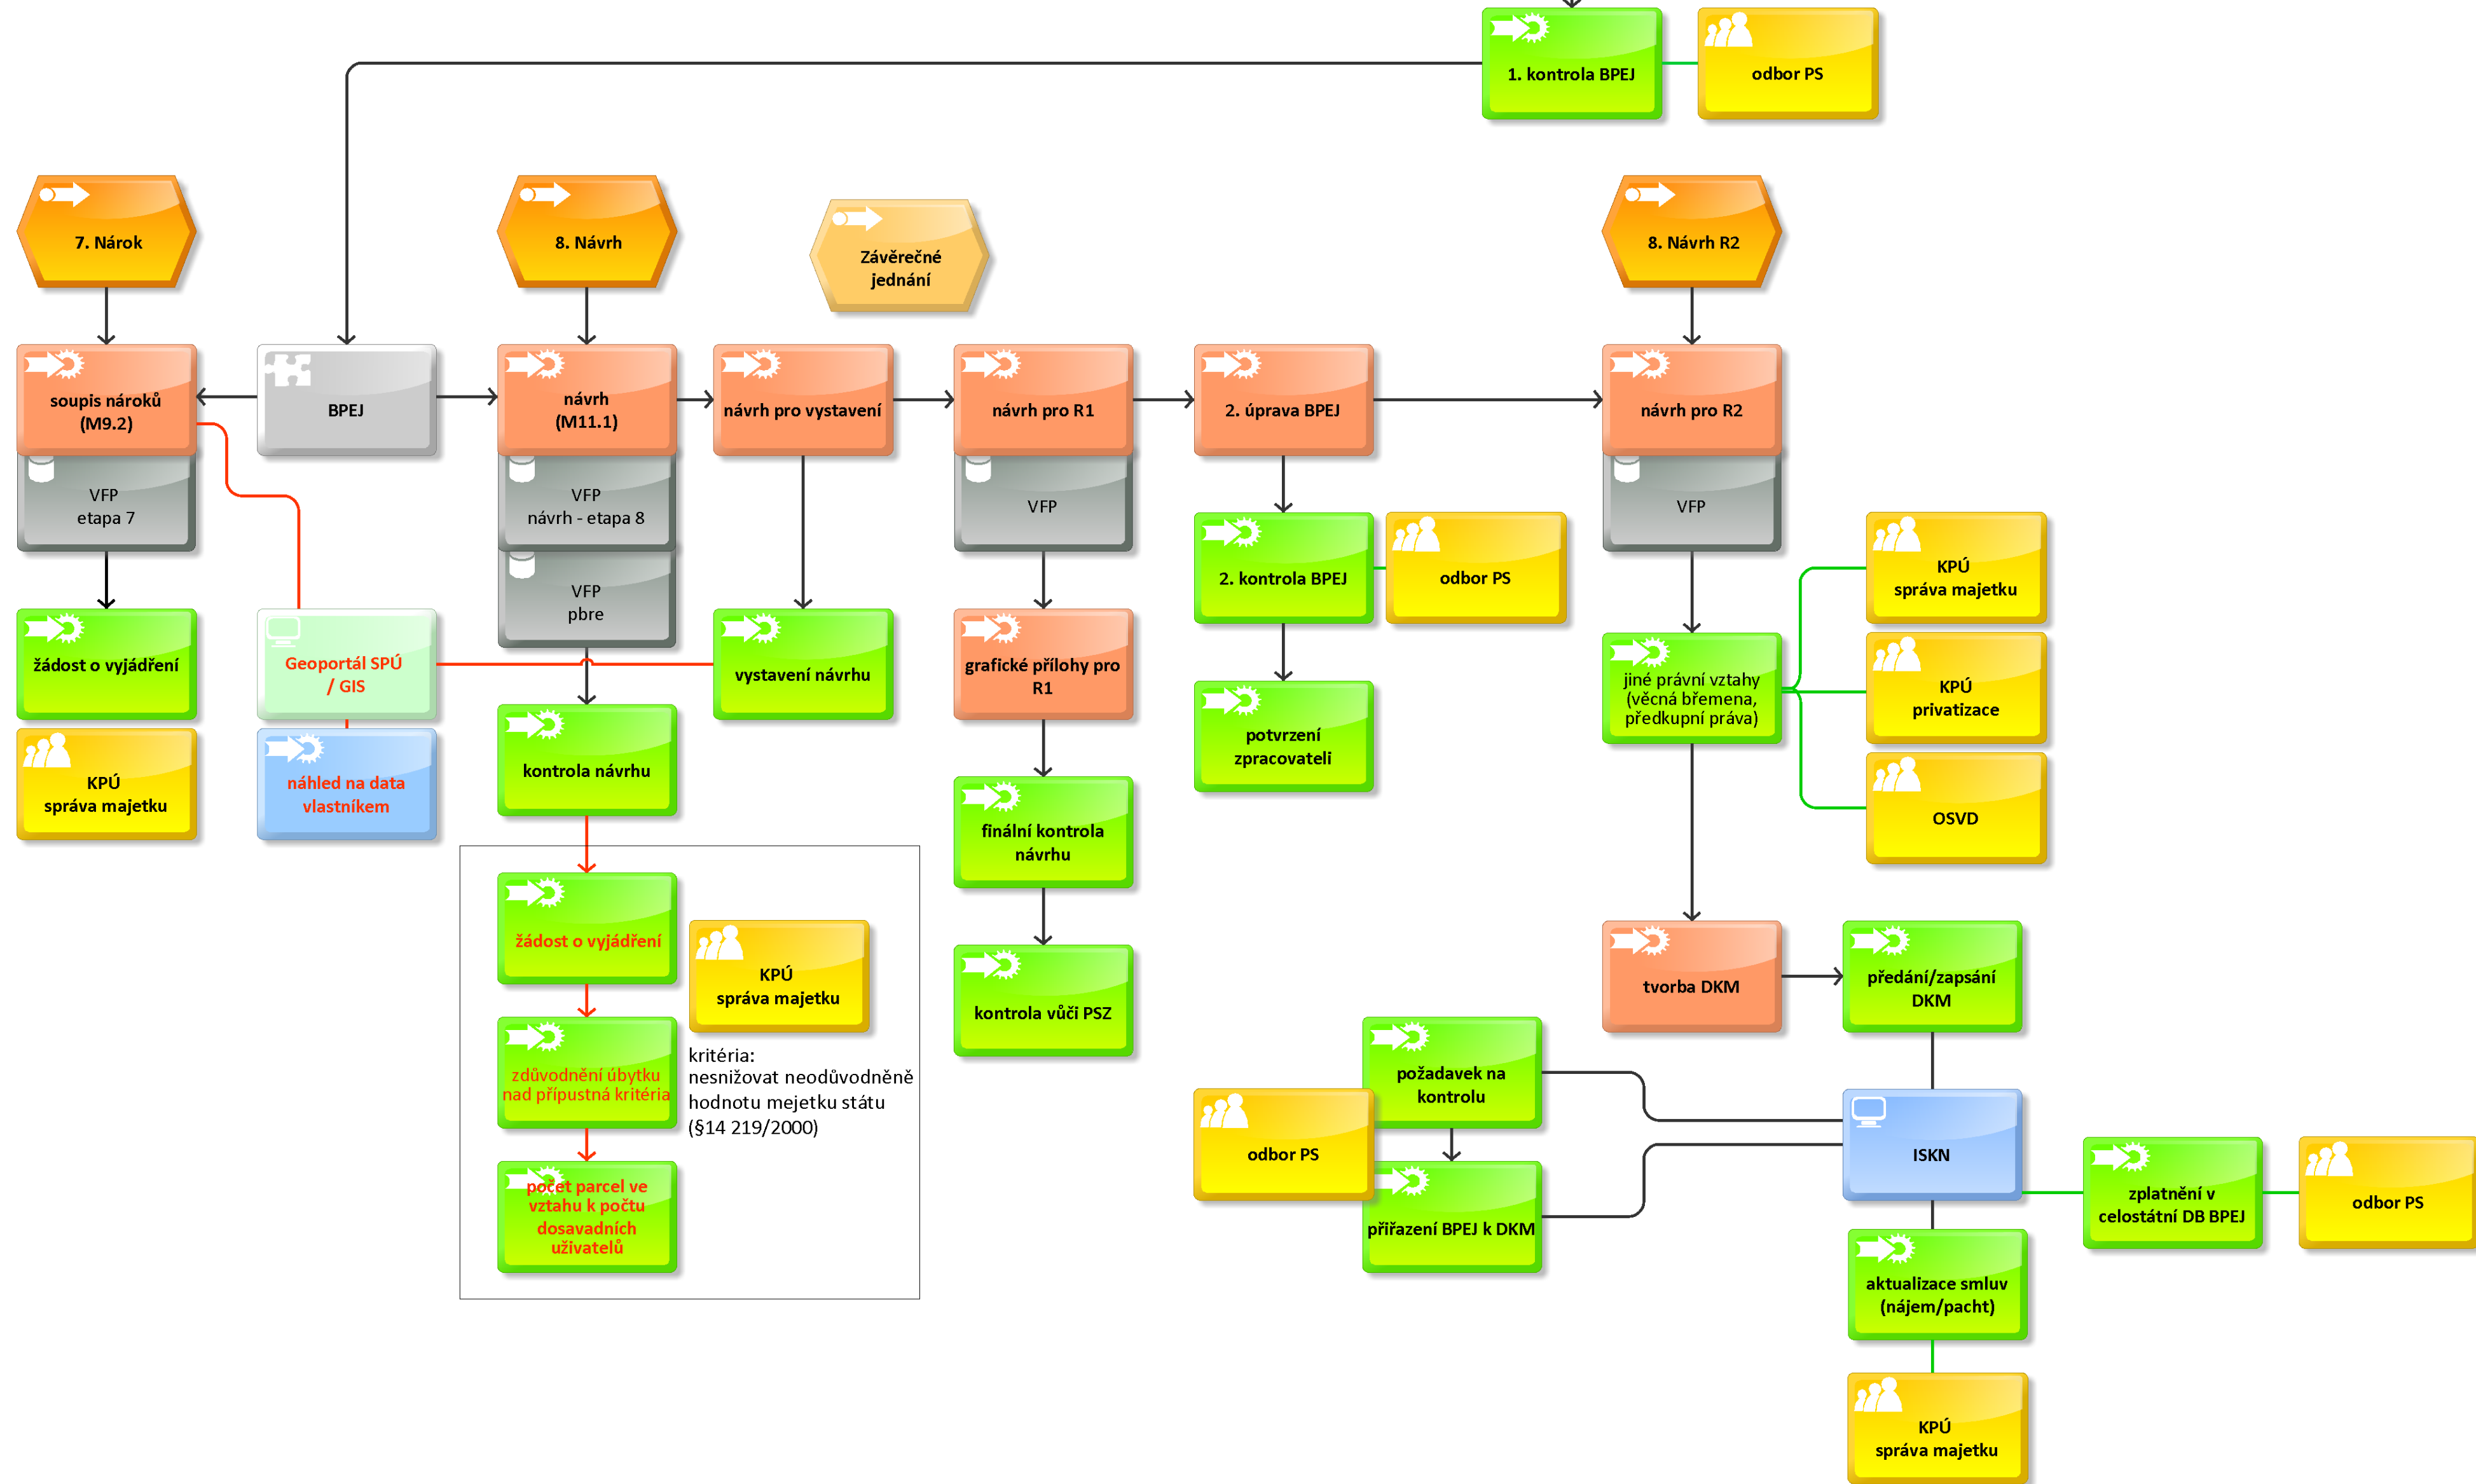 1. kontrola BPEJ
odbor PS
7. Nárok
8. Návrh
Závěrečné
jednání
8. Návrh R2
soupis nároků
(M9.2)
BPEJ
návrh
(M11.1)
návrh pro vystavení
návrh pro R1
2. úprava BPEJ
návrh pro R2
VFP
etapa 7
VFP
návrh - etapa 8
VFP
pbre
VFP
VFP
2. kontrola BPEJ
odbor PS
KPÚ
správa majetku
žádost o vyjádření
Geoportál SPÚ
/ GIS
vystavení návrhu
grafické přílohy pro
R1
jiné právní vztahy
(věcná břemena,
předkupní práva)
KPÚ
privatizace
KPÚ
správa majetku
náhled na data
vlastníkem
kontrola návrhu
potvrzení
zpracovateli
finální kontrola
návrhu
OSVD
žádost o vyjádření
KPÚ
správa majetku
kontrola vůči PSZ
tvorba DKM
předání/zapsání
DKM
zdůvodnění úbytku
nad přípustná kritéria
kritéria:
nesnižovat neodůvodněně
hodnotu mejetku státu
(§14 219/2000)
požadavek na
kontrolu
odbor PS
ISKN
počet parcel ve
vztahu k počtu
dosavadních
uživatelů
přiřazení BPEJ k DKM
zplatnění v
celostátní DB BPEJ
odbor PS
aktualizace smluv
(nájem/pacht)
KPÚ
správa majetku